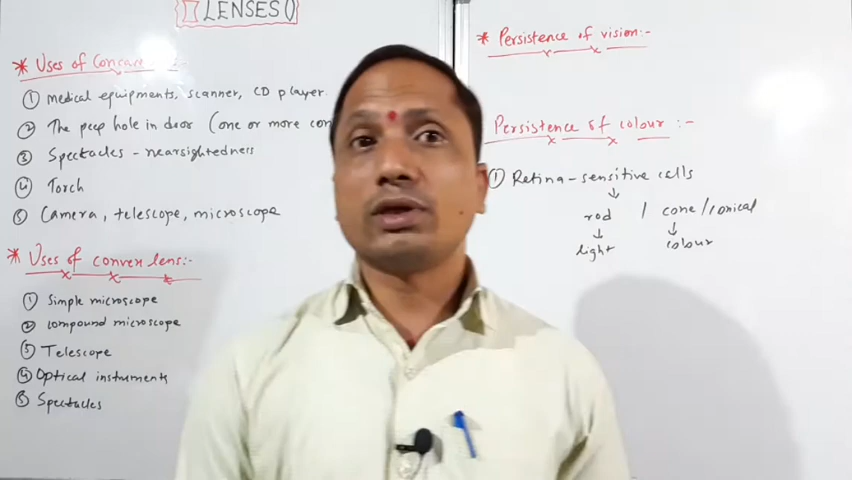 LENSES()
* Uses of Concave
① medical equipments, scanner, CD player.
② The peep hole in door (one or more con
③ Spectacles - nearsightedness
④ Torch
⑤ Camera, telescope, microscope
* Uses of convex lens:-
① Simple microscope
② compound microscope
③ Telescope
④ Optical instruments
⑤ Spectacles
* Persistence of vision:-
Persistence of colour :-
① Retina-sensitive cells
↓
rod / cone/conical
↓ ↓
light colour